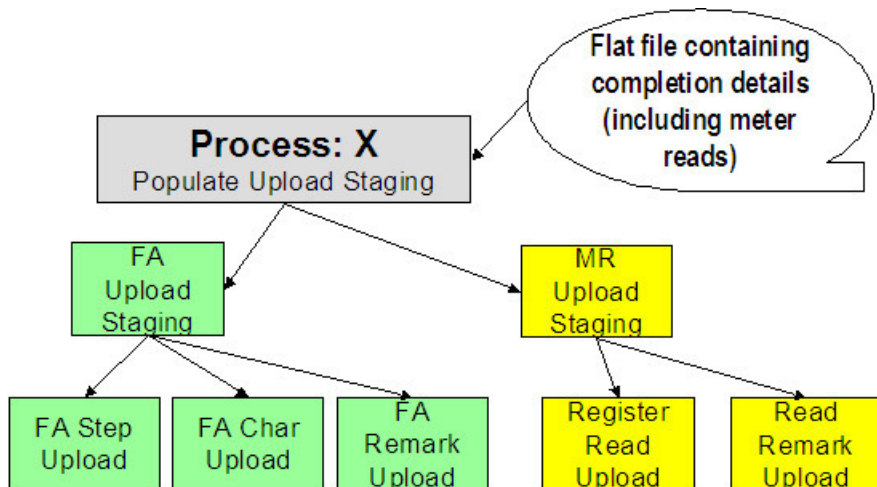 Flat file containing
completion details
(including meter
reads)
Process: X
Populate Upload Staging
FA
Upload
Staging
MR
Upload
Staging
FA Step
Upload
FA Char
Upload
FA
Remark
Upload
Register
Read
Upload
Read
Remark
Upload